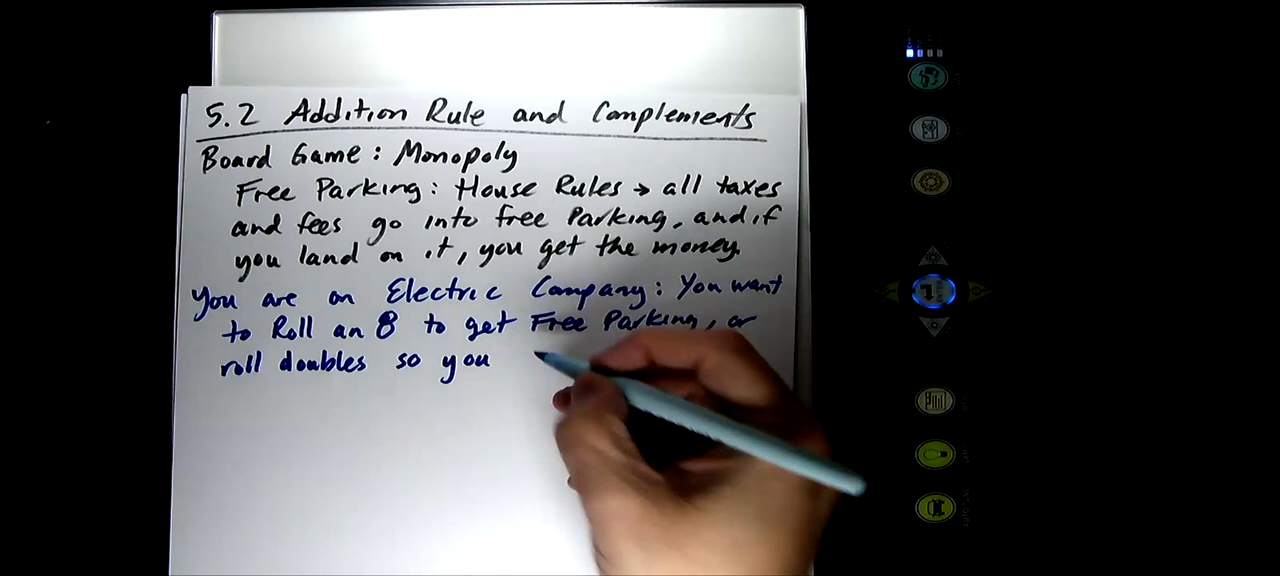 5.2 Addition Rule and Complements
Board Game: Monopoly
Free Parking: House Rules → all taxes
and fees go into free Parking, and if
you land on it, you get the money.
You are on Electric Company: You want
to Roll an 8 to get Free Parking, or
roll doubles so you